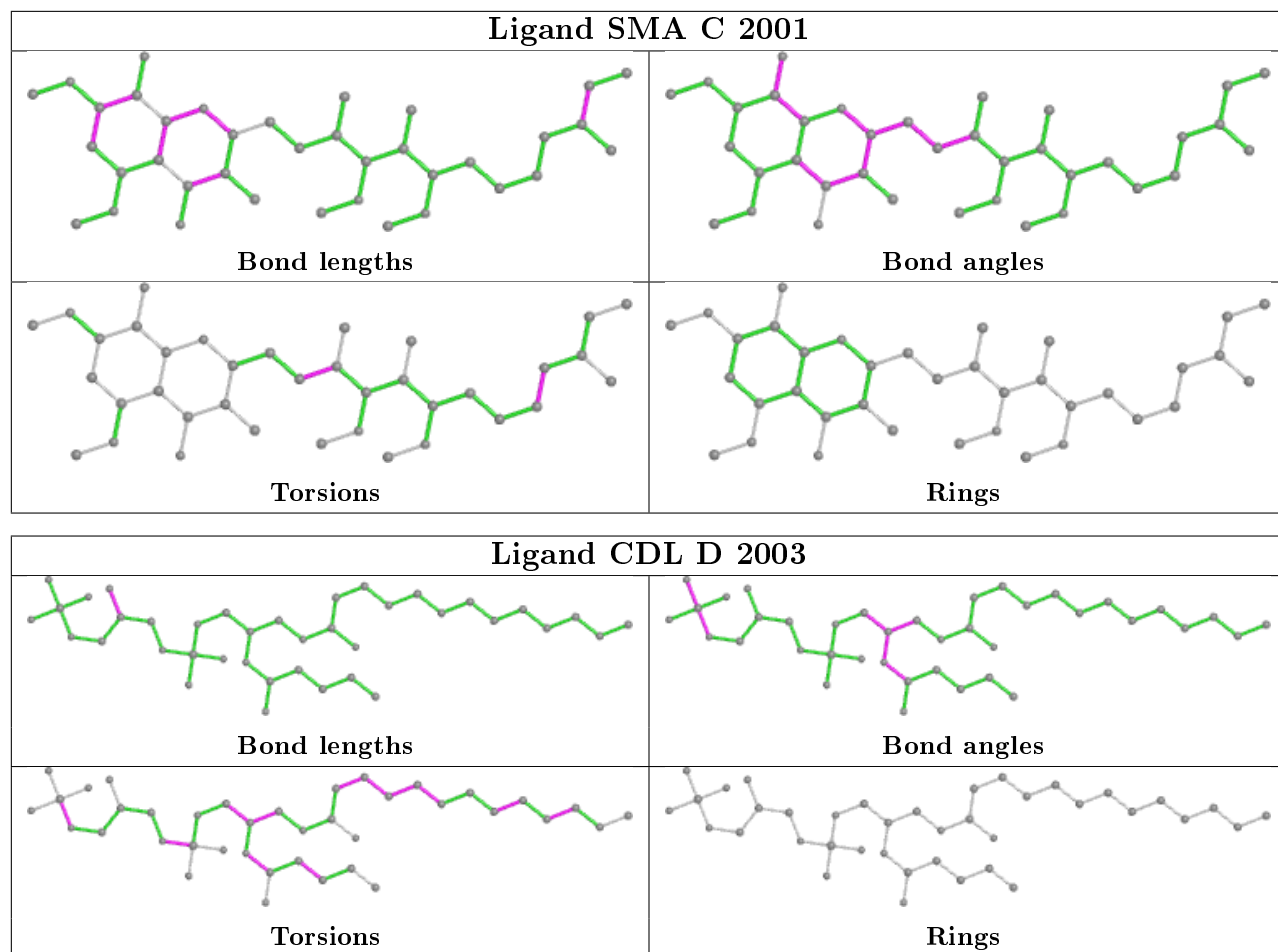 Ligand SMA C 2001
Bond lengths
Bond angles
Torsions
Rings
Ligand CDL D 2003
Bond lengths
Bond angles
Torsions
Rings